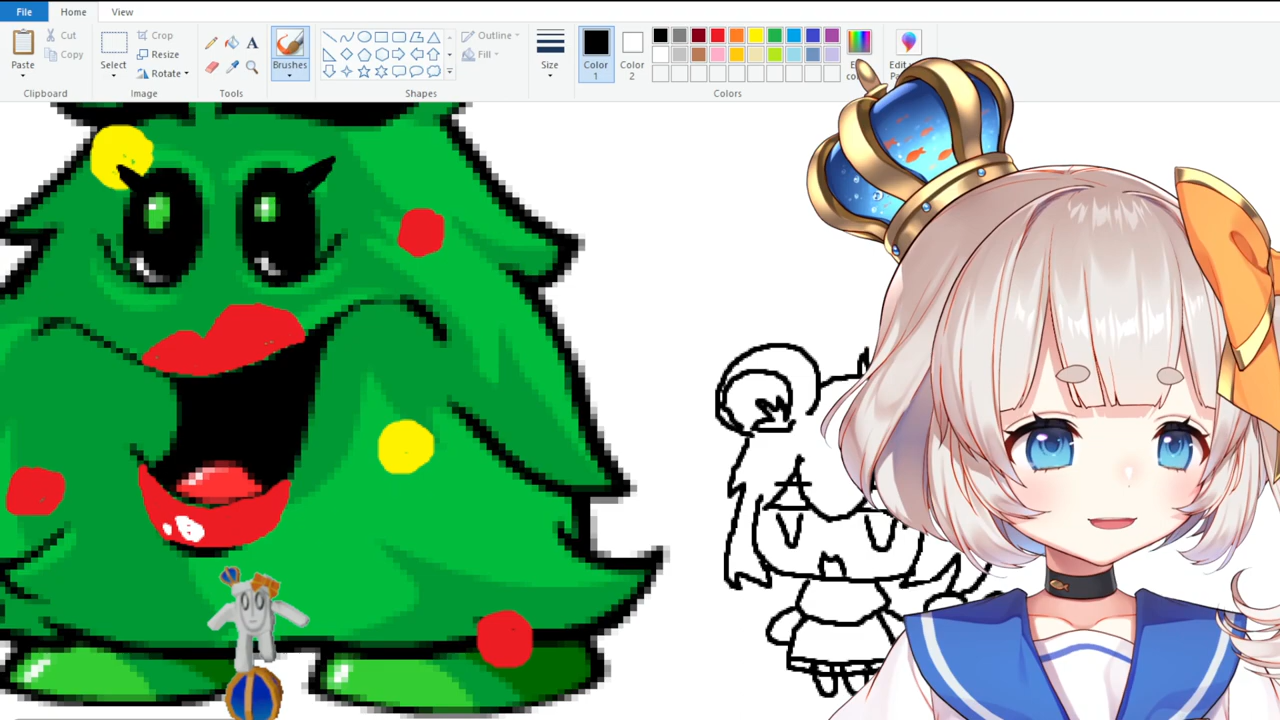 File Home View
Paste Cut Copy Select Crop Resize Rotate A Brushes Outline Fill Size Color 1 Color 2
Clipboard Image Tools Shapes Colors